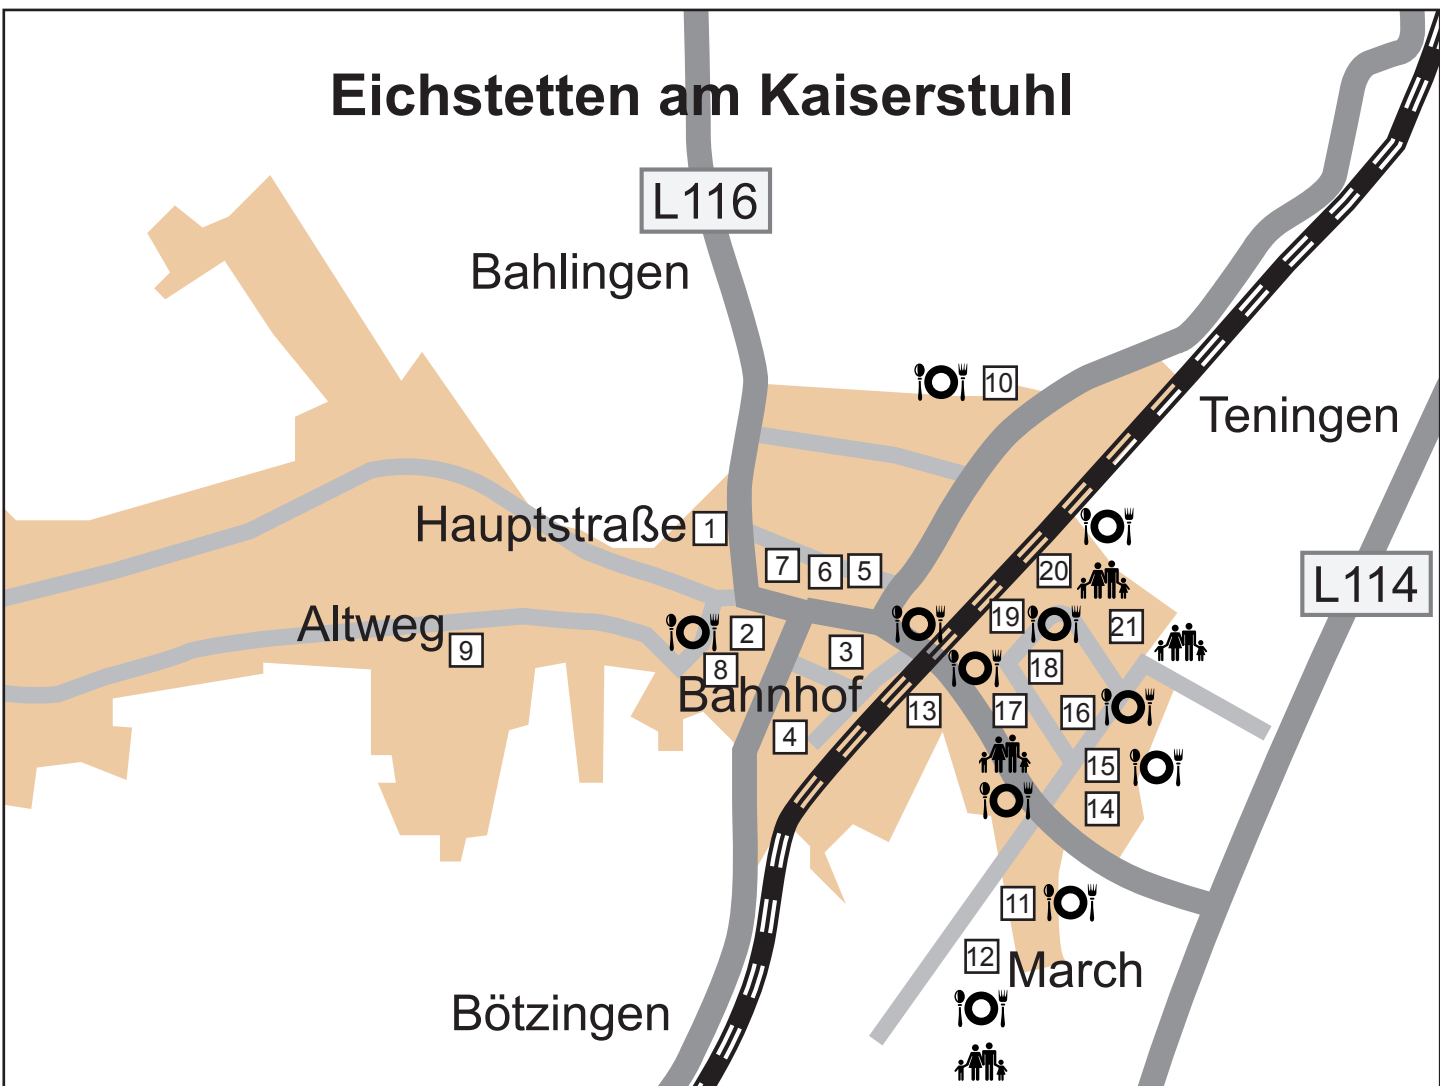 Eichstetten am Kaiserstuhl
L116
Bahlingen
10
Teningen
Hauptstraße 1
7 6 5
20
L114
Altweg
9
2
8
3
19
21
18
Bahnhof
4
13
17
16
15
14
11
12
March
Bötzingen